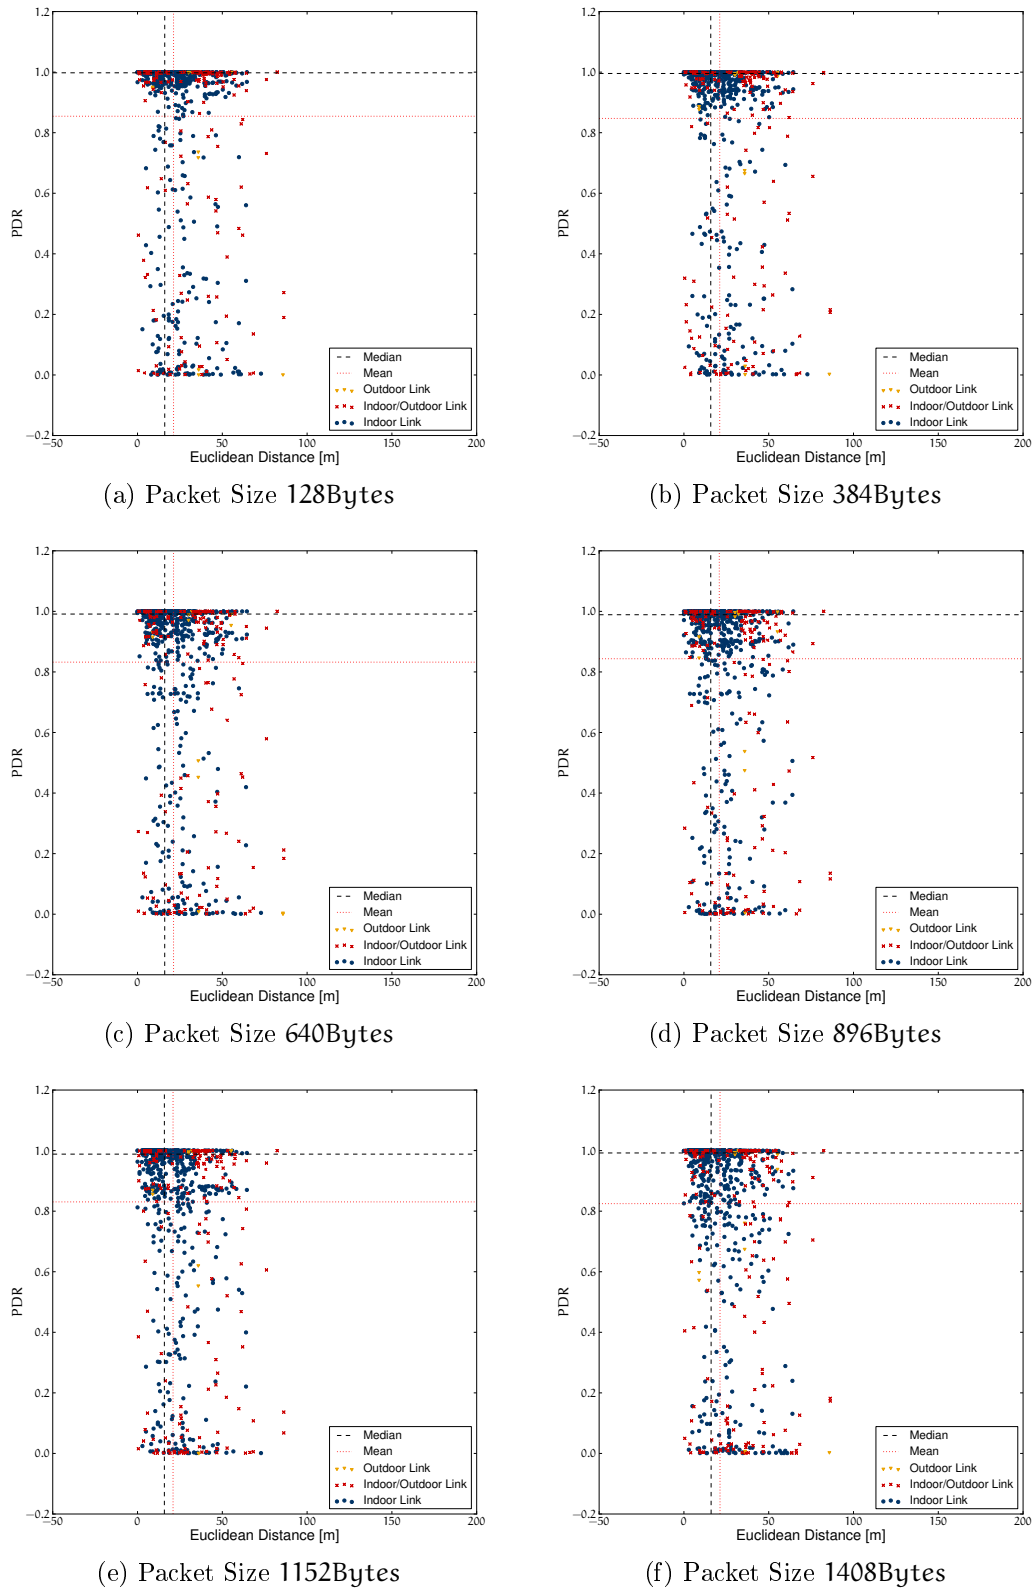 1.2
1.0
0.8
0.6
0.4
0.2
0.0
−0.2
PDR
−50
0
50
100
150
200
Euclidean Distance [m]
Median
Mean
Outdoor Link
Indoor/Outdoor Link
Indoor Link
(a) Packet Size 128Bytes
1.2
1.0
0.8
0.6
0.4
0.2
0.0
−0.2
PDR
−50
0
50
100
150
200
Euclidean Distance [m]
Median
Mean
Outdoor Link
Indoor/Outdoor Link
Indoor Link
(b) Packet Size 384Bytes
1.2
1.0
0.8
0.6
0.4
0.2
0.0
−0.2
PDR
−50
0
50
100
150
200
Euclidean Distance [m]
Median
Mean
Outdoor Link
Indoor/Outdoor Link
Indoor Link
(c) Packet Size 640Bytes
1.2
1.0
0.8
0.6
0.4
0.2
0.0
−0.2
PDR
−50
0
50
100
150
200
Euclidean Distance [m]
Median
Mean
Outdoor Link
Indoor/Outdoor Link
Indoor Link
(d) Packet Size 896Bytes
1.2
1.0
0.8
0.6
0.4
0.2
0.0
−0.2
PDR
−50
0
50
100
150
200
Euclidean Distance [m]
Median
Mean
Outdoor Link
Indoor/Outdoor Link
Indoor Link
(e) Packet Size 1152Bytes
1.2
1.0
0.8
0.6
0.4
0.2
0.0
−0.2
PDR
−50
0
50
100
150
200
Euclidean Distance [m]
Median
Mean
Outdoor Link
Indoor/Outdoor Link
Indoor Link
(f) Packet Size 1408Bytes